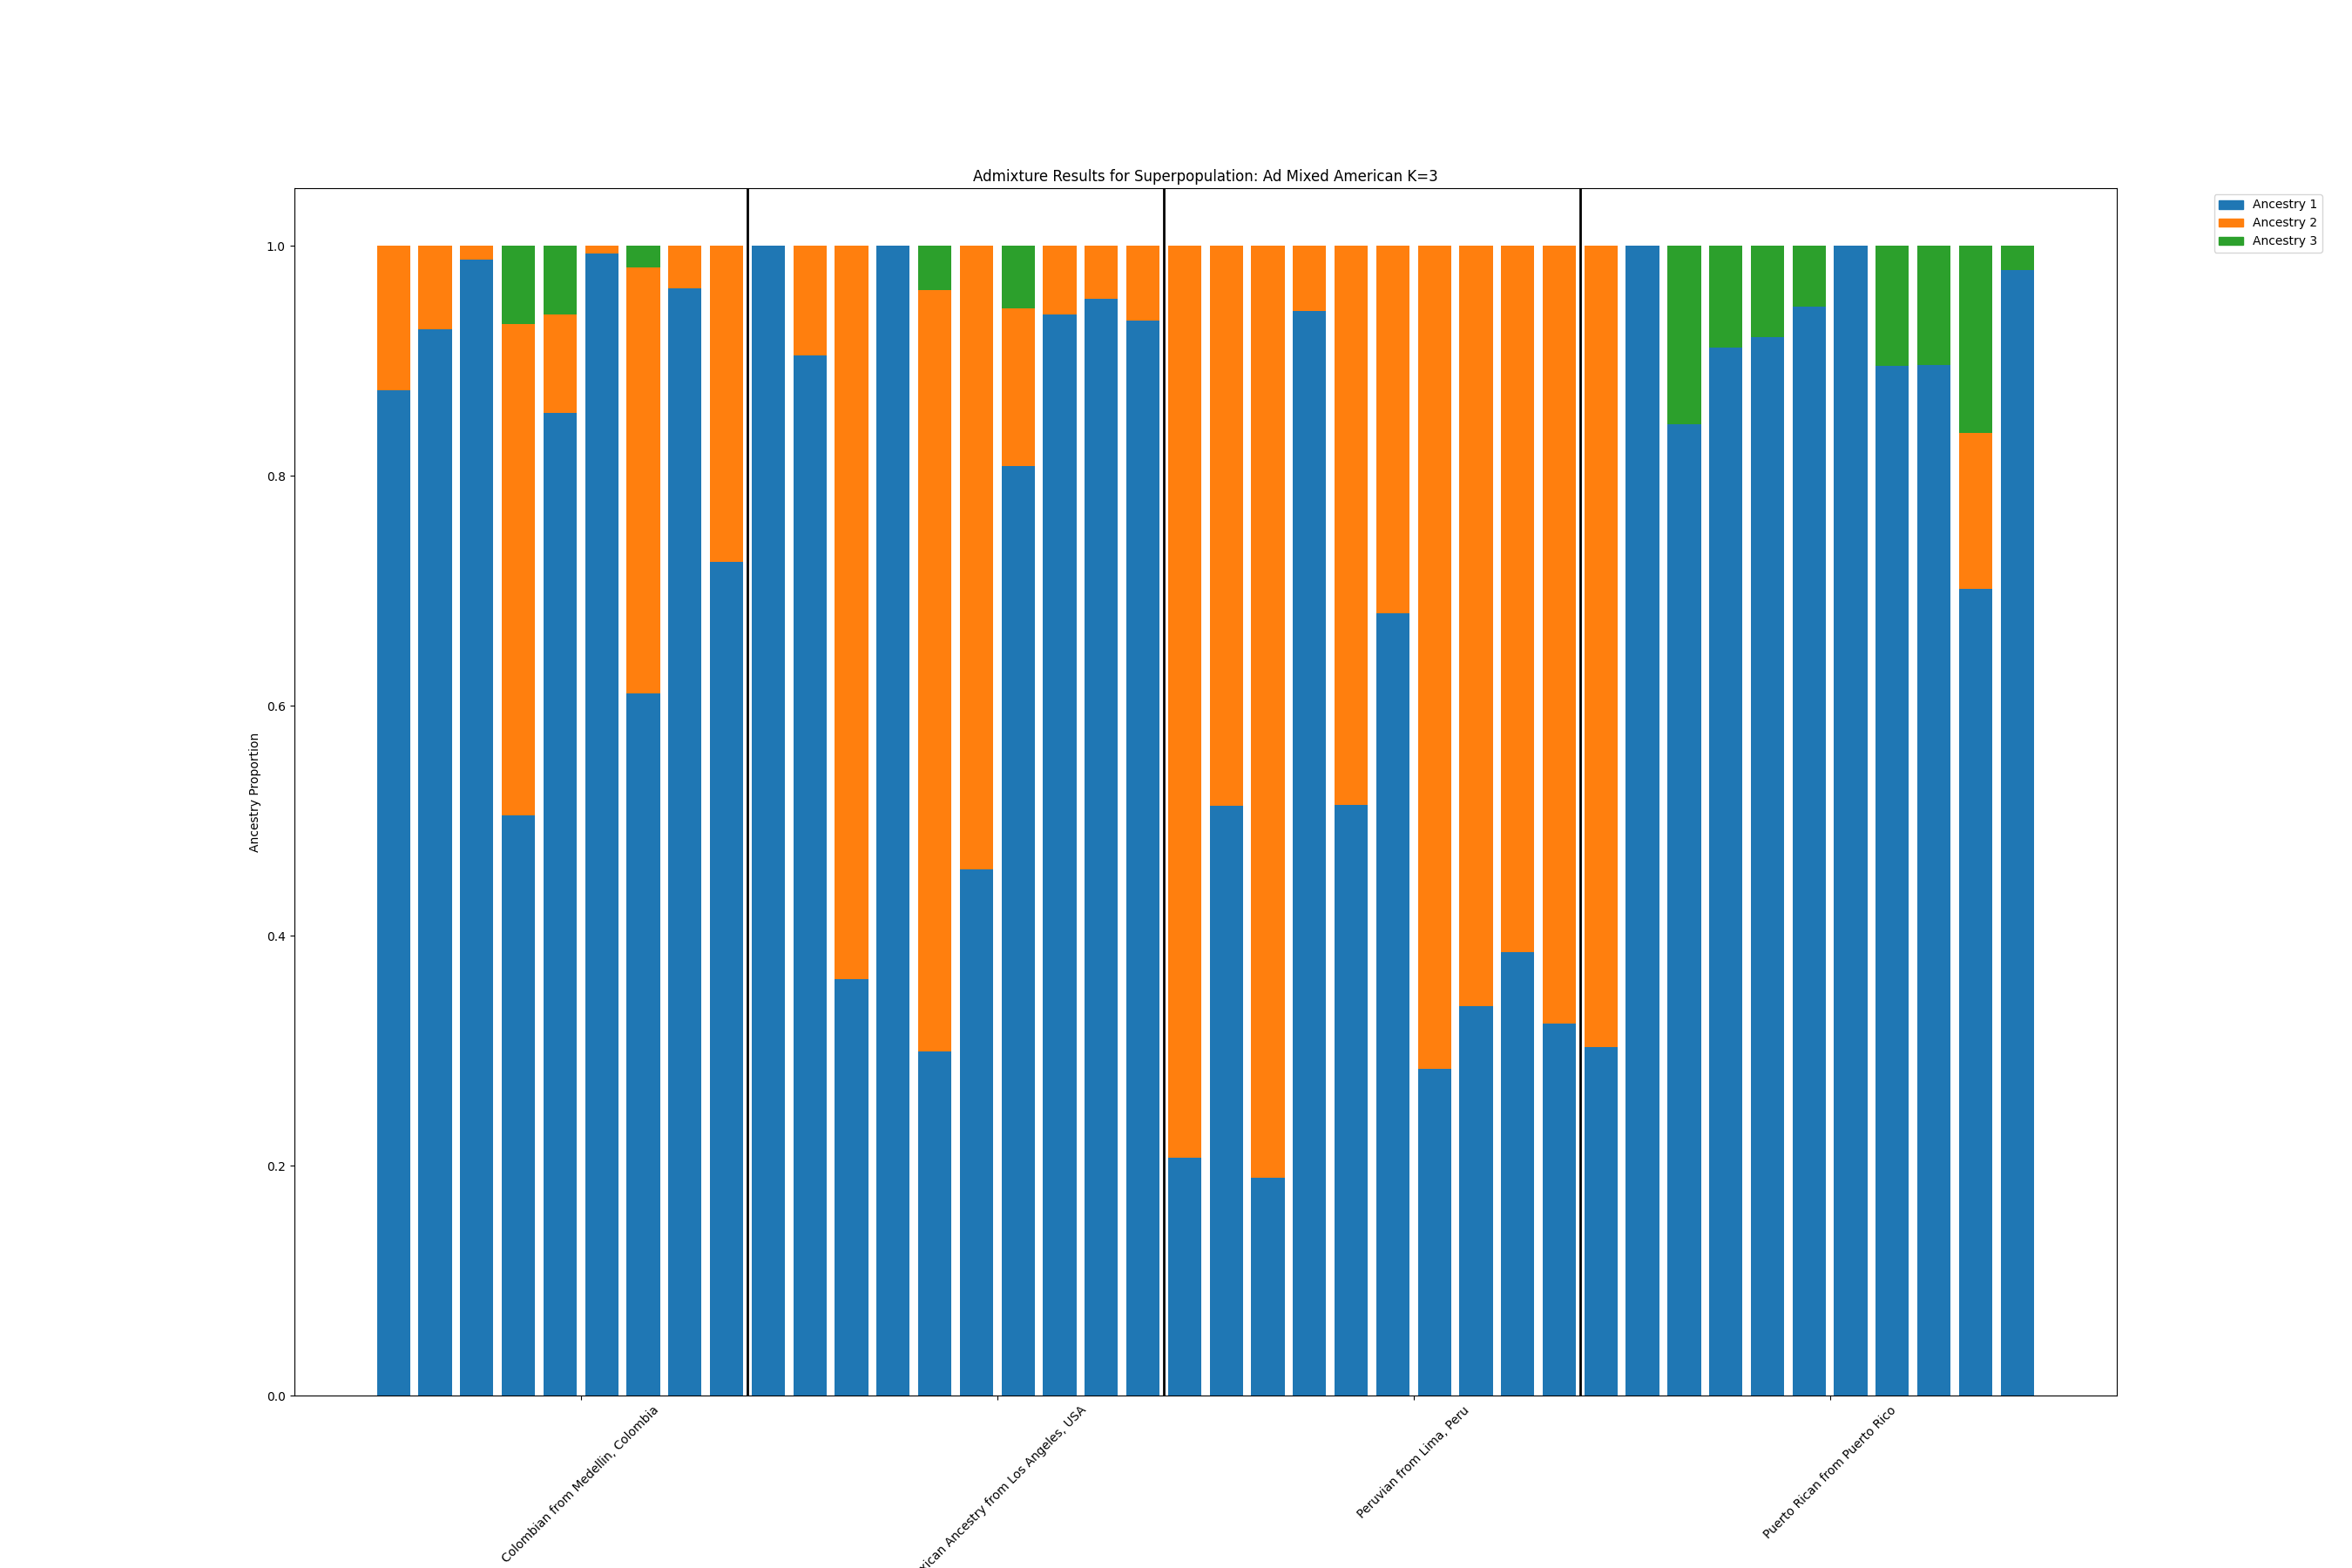 Admixture Results for Superpopulation: Ad Mixed American K=3
Ancestry 1
Ancestry 2
Ancestry 3
Ancestry Proportion
1.0
0.8
0.6
0.4
0.2
0.0
Colombian from Medellin, Colombia
Ancestry from Los Angeles, USA
Peruvian from Lima, Peru
Puerto Rican from Puerto Rico